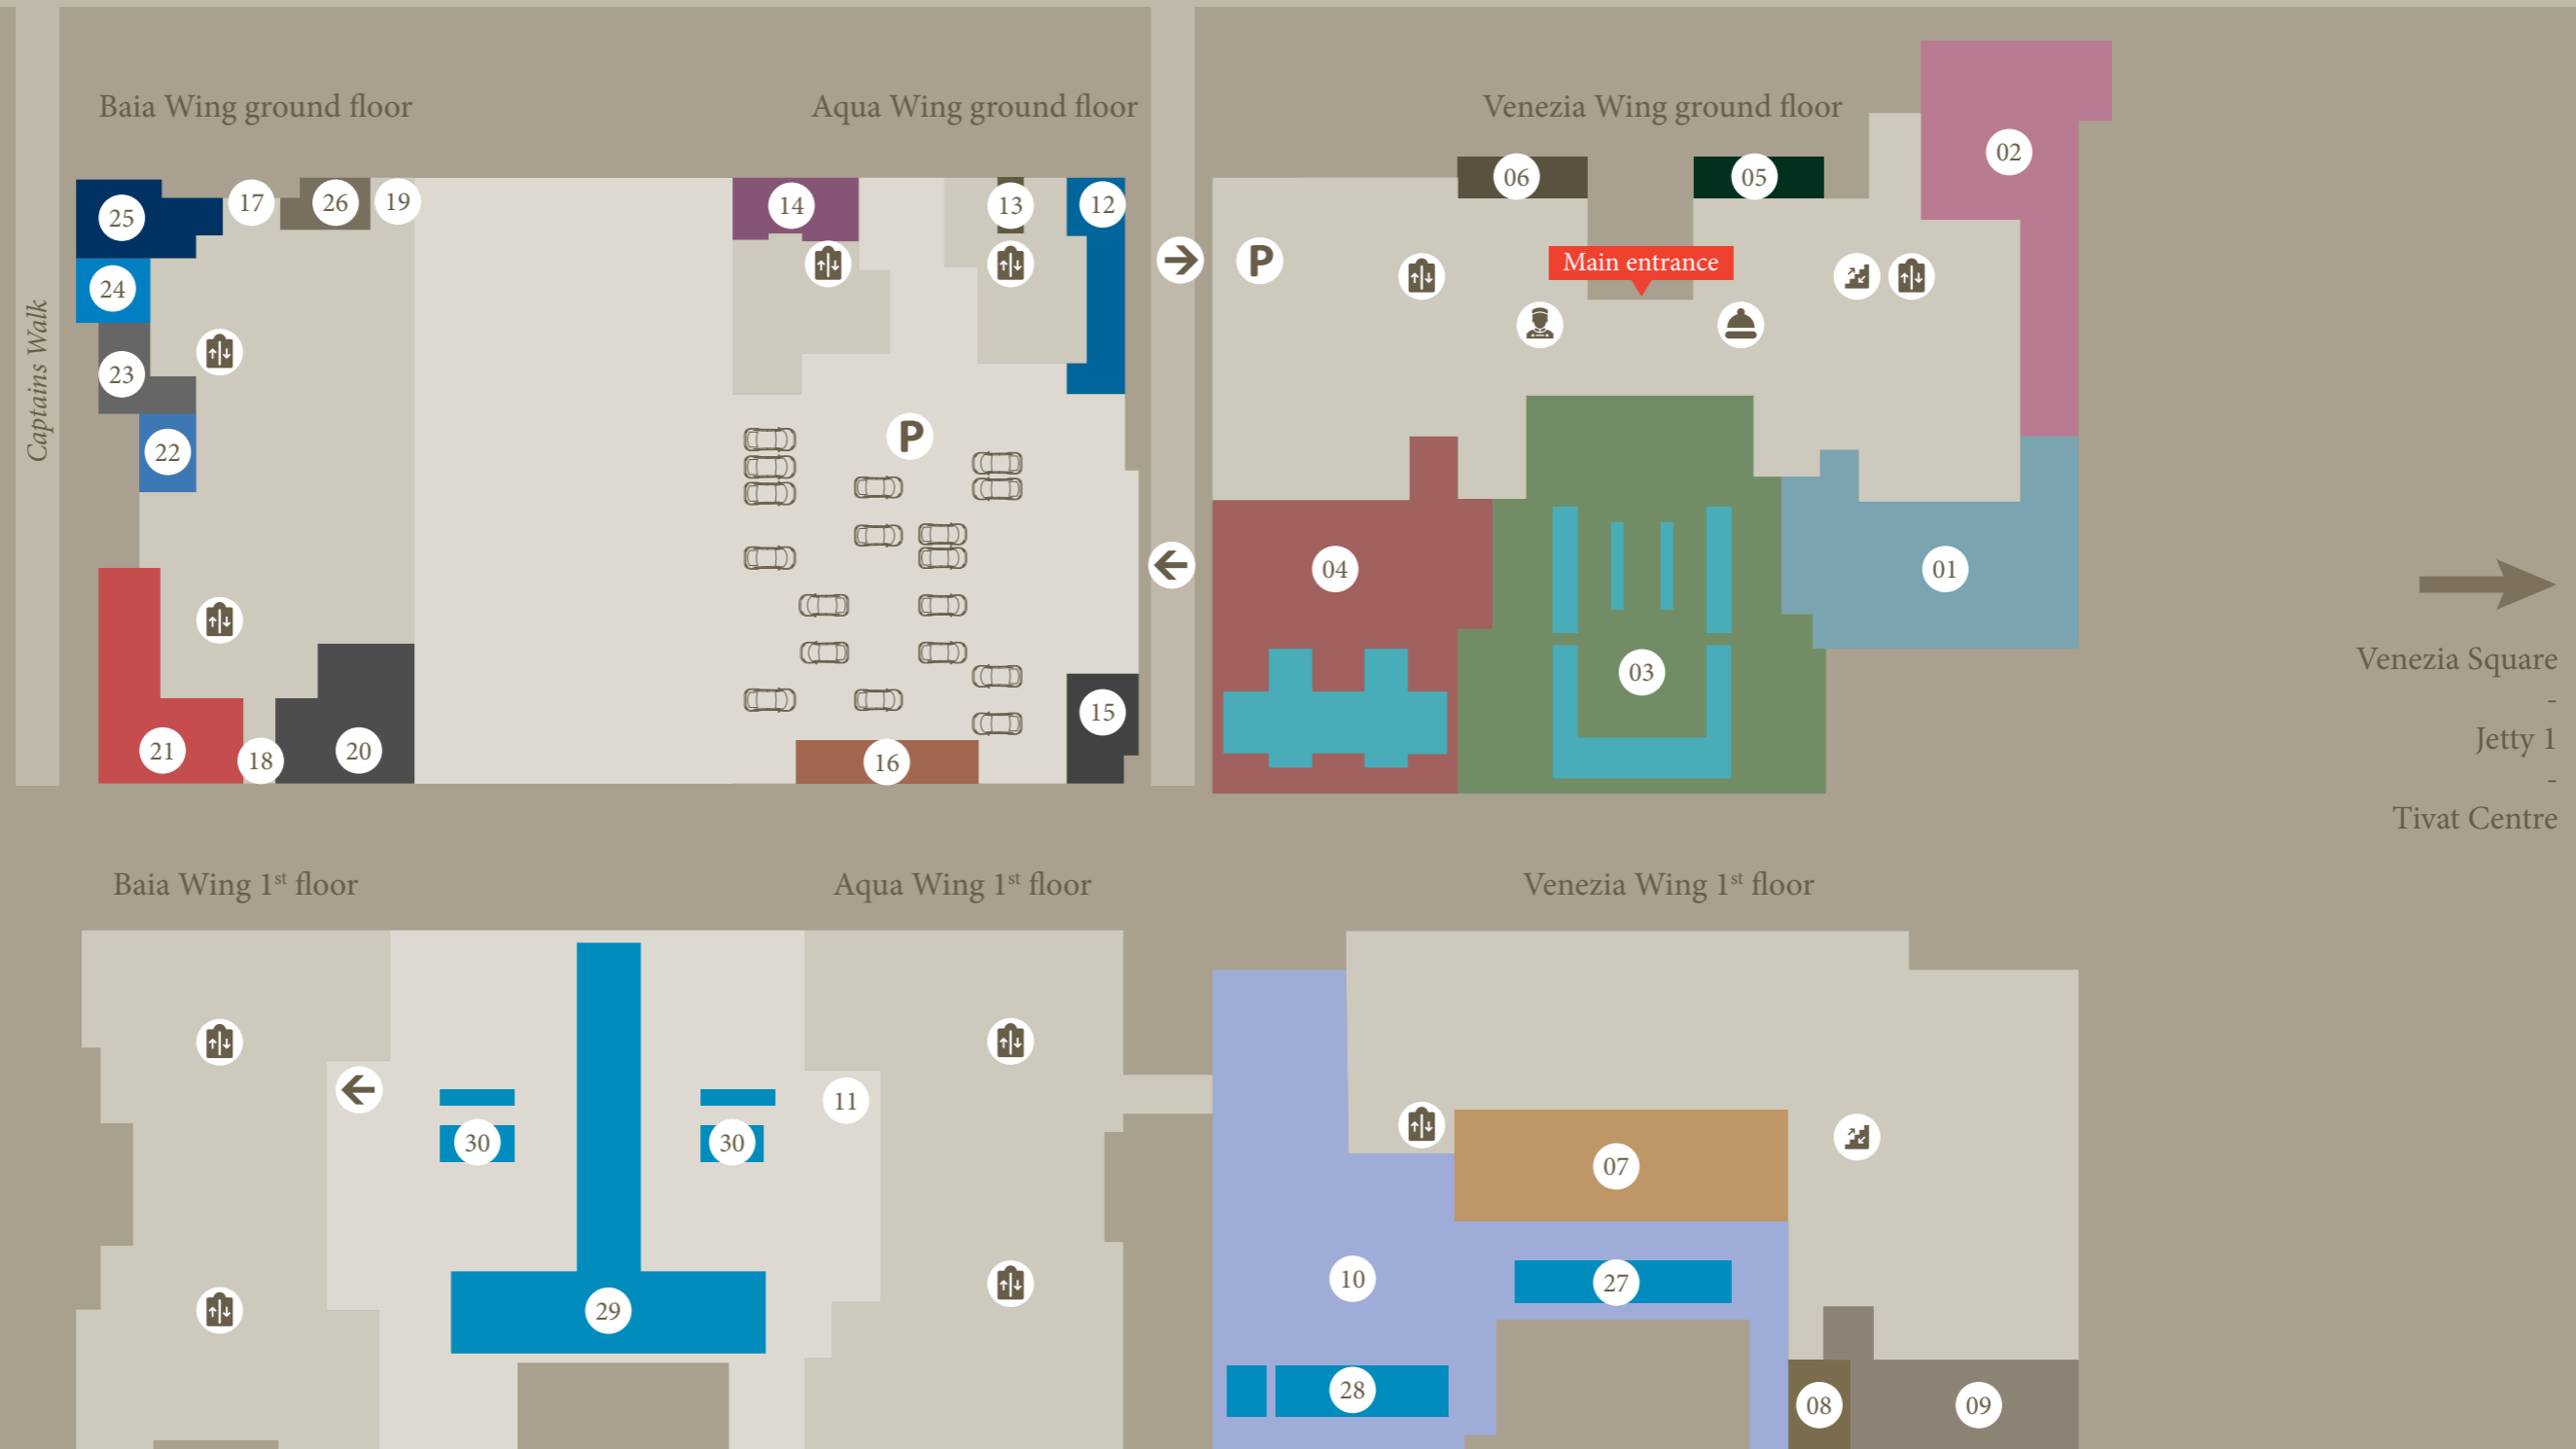 Baia Wing ground floor
Aqua Wing ground floor
Venezia Wing ground floor
02
06
05
25
17
26
19
14
13
12
P
Main entrance
24
Captains Walk
23
22
P
04
01
03
21
18
20
16
15
Venezia Square
-
Jetty 1
-
Tivat Centre
Baia Wing 1st floor
Aqua Wing 1st floor
Venezia Wing 1st floor
11
30
30
07
10
27
29
28
08
09